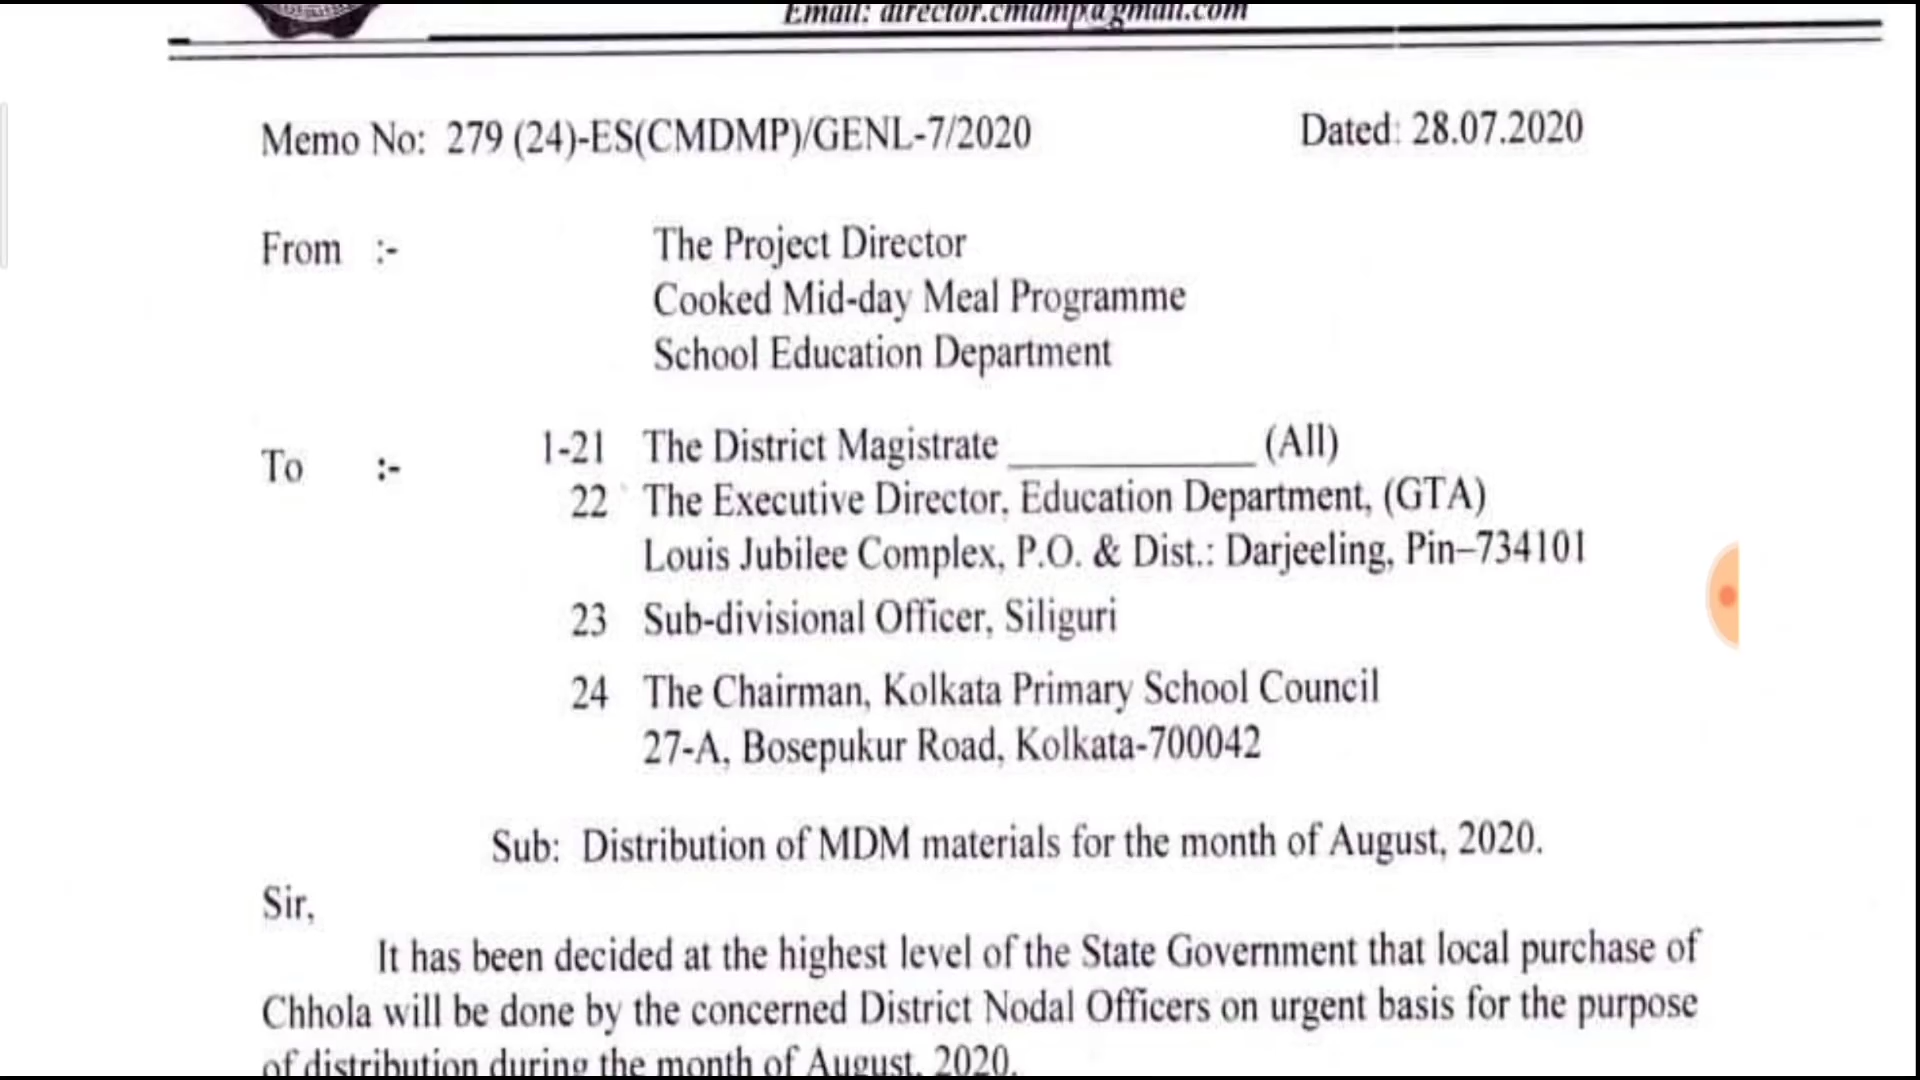 Email: director.cmdmp@gmail.com
Memo No: 279 (24)-ES(CMDMP)/GENL-7/2020 Dated: 28.07.2020
From :- The Project Director
Cooked Mid-day Meal Programme
School Education Department
To :- 1-21 The District Magistrate ____________ (All)
22 The Executive Director, Education Department, (GTA)
Louis Jubilee Complex, P.O. & Dist.: Darjeeling, Pin–734101
23 Sub-divisional Officer, Siliguri
24 The Chairman, Kolkata Primary School Council
27-A, Bosepukur Road, Kolkata-700042
Sub: Distribution of MDM materials for the month of August, 2020.
Sir,
It has been decided at the highest level of the State Government that local purchase of
Chhola will be done by the concerned District Nodal Officers on urgent basis for the purpose
of distribution during the month of August, 2020.